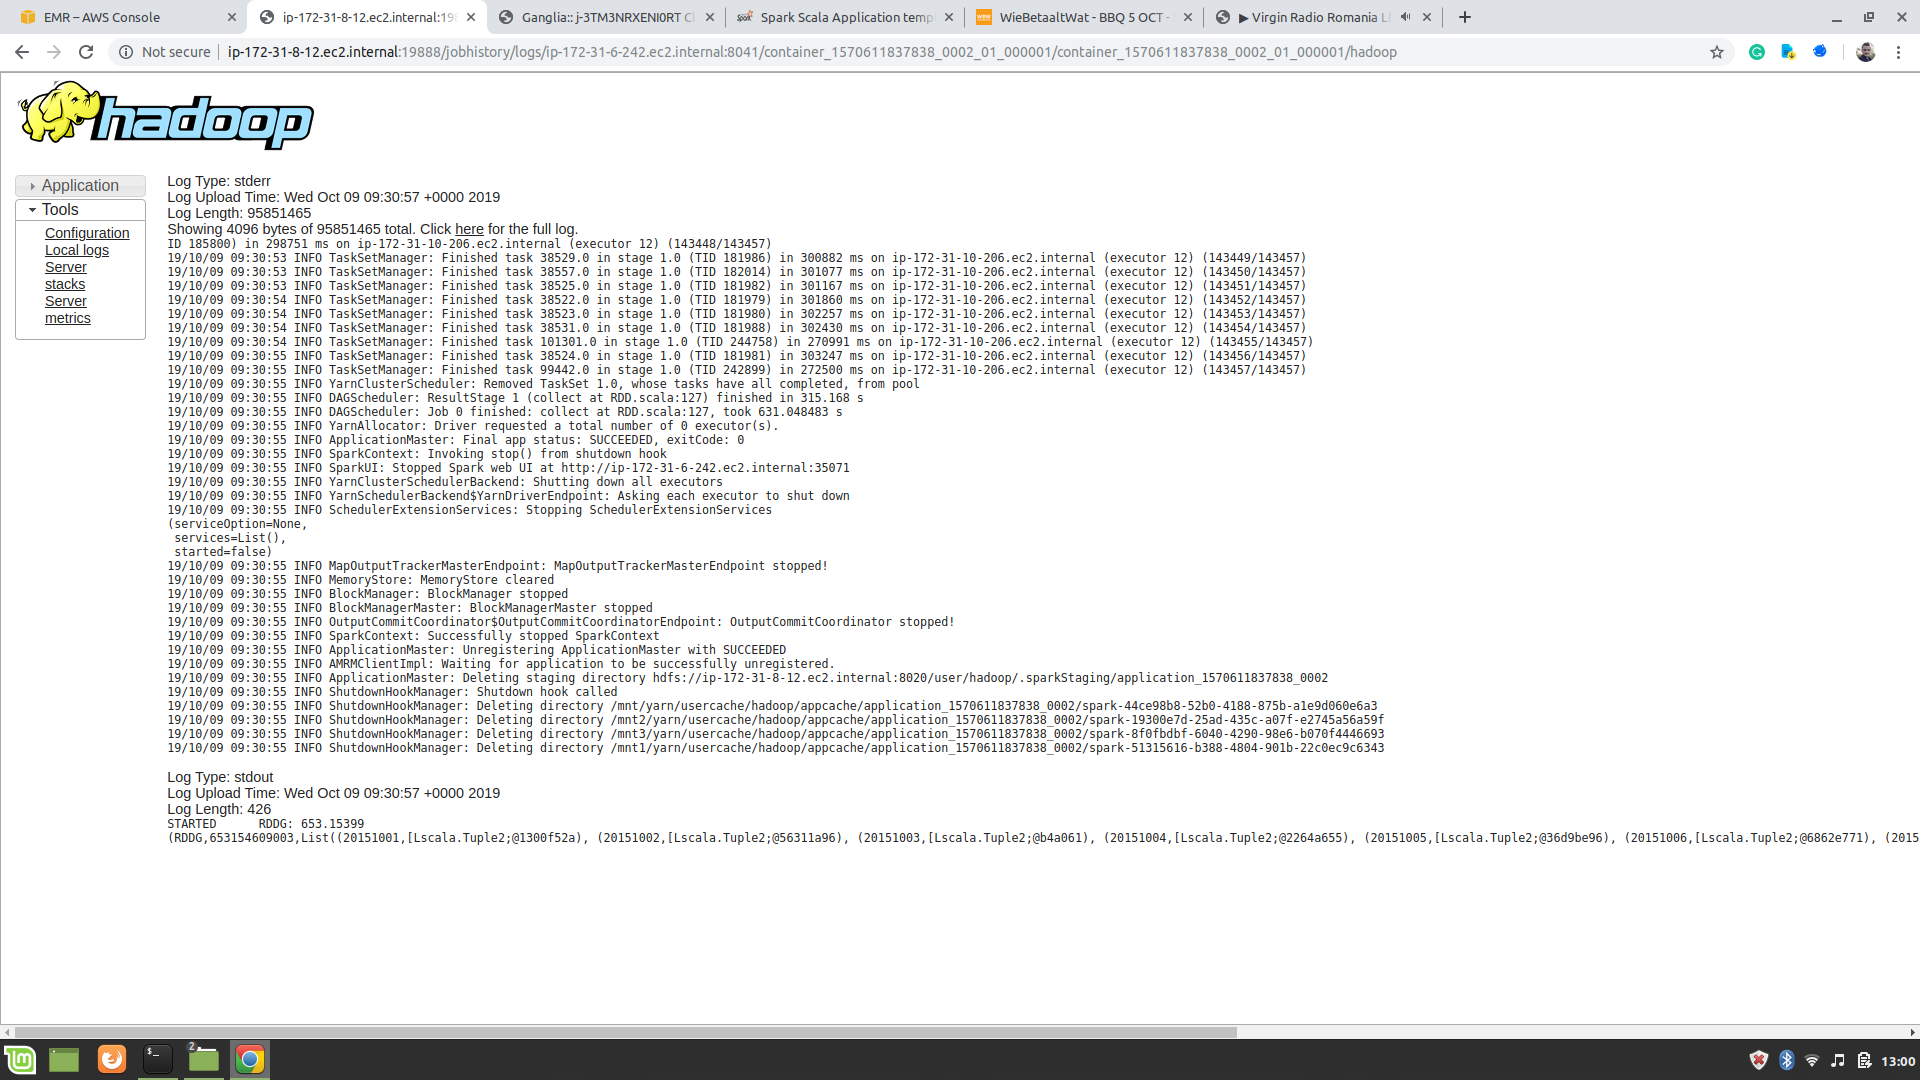 EMR – AWS Console
ip-172-31-8-12.ec2.internal:19
Ganglia:: j-3TM3NRXENI0RT C
Spark Scala Application temp
WieBetaaltWat - BBQ 5 OCT -
▶ Virgin Radio Romania L
Not secure | ip-172-31-8-12.ec2.internal:19888/jobhistory/logs/ip-172-31-6-242.ec2.internal:8041/container_1570611837838_0002_01_000001/container_1570611837838_0002_01_000001/hadoop
hadoop
Application
Tools
Configuration
Local logs
Server
stacks
Server
metrics
Log Type: stderr
Log Upload Time: Wed Oct 09 09:30:57 +0000 2019
Log Length: 95851465
Showing 4096 bytes of 95851465 total. Click here for the full log.
ID 185800) in 298751 ms on ip-172-31-10-206.ec2.internal (executor 12) (143448/143457)
19/10/09 09:30:53 INFO TaskSetManager: Finished task 38529.0 in stage 1.0 (TID 181986) in 300882 ms on ip-172-31-10-206.ec2.internal (executor 12) (143449/143457)
19/10/09 09:30:53 INFO TaskSetManager: Finished task 38557.0 in stage 1.0 (TID 182014) in 301077 ms on ip-172-31-10-206.ec2.internal (executor 12) (143450/143457)
19/10/09 09:30:53 INFO TaskSetManager: Finished task 38525.0 in stage 1.0 (TID 181982) in 301167 ms on ip-172-31-10-206.ec2.internal (executor 12) (143451/143457)
19/10/09 09:30:54 INFO TaskSetManager: Finished task 38522.0 in stage 1.0 (TID 181979) in 301860 ms on ip-172-31-10-206.ec2.internal (executor 12) (143452/143457)
19/10/09 09:30:54 INFO TaskSetManager: Finished task 38523.0 in stage 1.0 (TID 181980) in 302257 ms on ip-172-31-10-206.ec2.internal (executor 12) (143453/143457)
19/10/09 09:30:54 INFO TaskSetManager: Finished task 38531.0 in stage 1.0 (TID 181988) in 302430 ms on ip-172-31-10-206.ec2.internal (executor 12) (143454/143457)
19/10/09 09:30:54 INFO TaskSetManager: Finished task 101301.0 in stage 1.0 (TID 244758) in 270991 ms on ip-172-31-10-206.ec2.internal (executor 12) (143455/143457)
19/10/09 09:30:55 INFO TaskSetManager: Finished task 38524.0 in stage 1.0 (TID 181981) in 303247 ms on ip-172-31-10-206.ec2.internal (executor 12) (143456/143457)
19/10/09 09:30:55 INFO TaskSetManager: Finished task 99442.0 in stage 1.0 (TID 242899) in 272500 ms on ip-172-31-10-206.ec2.internal (executor 12) (143457/143457)
19/10/09 09:30:55 INFO YarnClusterScheduler: Removed TaskSet 1.0, whose tasks have all completed, from pool
19/10/09 09:30:55 INFO DAGScheduler: ResultStage 1 (collect at RDD.scala:127) finished in 315.168 s
19/10/09 09:30:55 INFO DAGScheduler: Job 0 finished: collect at RDD.scala:127, took 631.048483 s
19/10/09 09:30:55 INFO YarnAllocator: Driver requested a total number of 0 executor(s).
19/10/09 09:30:55 INFO ApplicationMaster: Final app status: SUCCEEDED, exitCode: 0
19/10/09 09:30:55 INFO SparkContext: Invoking stop() from shutdown hook
19/10/09 09:30:55 INFO SparkUI: Stopped Spark web UI at http://ip-172-31-6-242.ec2.internal:35071
19/10/09 09:30:55 INFO YarnClusterSchedulerBackend: Shutting down all executors
19/10/09 09:30:55 INFO YarnSchedulerBackend$YarnDriverEndpoint: Asking each executor to shut down
19/10/09 09:30:55 INFO SchedulerExtensionServices: Stopping SchedulerExtensionServices
(serviceOption=None,
services=List(),
started=false)
19/10/09 09:30:55 INFO MapOutputTrackerMasterEndpoint: MapOutputTrackerMasterEndpoint stopped!
19/10/09 09:30:55 INFO MemoryStore: MemoryStore cleared
19/10/09 09:30:55 INFO BlockManager: BlockManager stopped
19/10/09 09:30:55 INFO BlockManagerMaster: BlockManagerMaster stopped
19/10/09 09:30:55 INFO OutputCommitCoordinator$OutputCommitCoordinatorEndpoint: OutputCommitCoordinator stopped!
19/10/09 09:30:55 INFO SparkContext: Successfully stopped SparkContext
19/10/09 09:30:55 INFO ApplicationMaster: Unregistering ApplicationMaster with SUCCEEDED
19/10/09 09:30:55 INFO AMRMClientImpl: Waiting for application to be successfully unregistered.
19/10/09 09:30:55 INFO ApplicationMaster: Deleting staging directory hdfs://ip-172-31-8-12.ec2.internal:8020/user/hadoop/.sparkStaging/application_1570611837838_0002
19/10/09 09:30:55 INFO ShutdownHookManager: Shutdown hook called
19/10/09 09:30:55 INFO ShutdownHookManager: Deleting directory /mnt/yarn/usercache/hadoop/appcache/application_1570611837838_0002/spark-44ce98b8-52b0-4188-875b-a1e9d060e6a3
19/10/09 09:30:55 INFO ShutdownHookManager: Deleting directory /mnt2/yarn/usercache/hadoop/appcache/application_1570611837838_0002/spark-19300e7d-25ad-435c-a07f-e2745a56a59f
19/10/09 09:30:55 INFO ShutdownHookManager: Deleting directory /mnt3/yarn/usercache/hadoop/appcache/application_1570611837838_0002/spark-8f0fbdbf-6040-4290-98e6-b070f4446693
19/10/09 09:30:55 INFO ShutdownHookManager: Deleting directory /mnt1/yarn/usercache/hadoop/appcache/application_1570611837838_0002/spark-51315616-b388-4804-901b-22c0ec9c6343
Log Type: stdout
Log Upload Time: Wed Oct 09 09:30:57 +0000 2019
Log Length: 426
STARTED RDDG: 653.15399
(RDDG,653154609003,List((20151001,[Lscala.Tuple2;@1300f52a), (20151002,[Lscala.Tuple2;@56311a96), (20151003,[Lscala.Tuple2;@b4a061), (20151004,[Lscala.Tuple2;@2264a655), (20151005,[Lscala.Tuple2;@36d9be96), (20151006,[Lscala.Tuple2;@6862e771), (2015
2
13:00